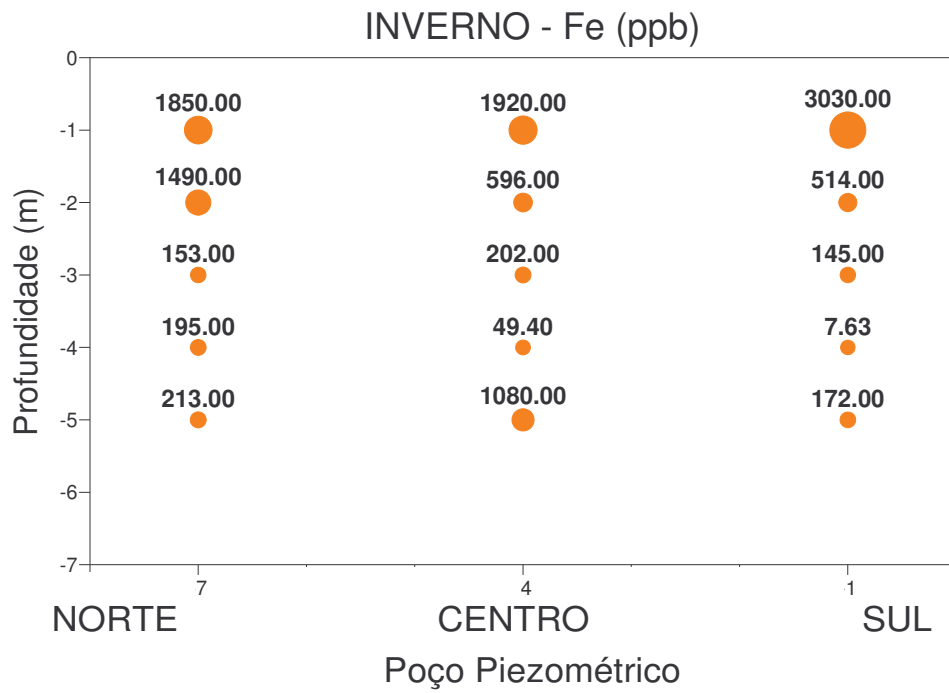 INVERNO - Fe (ppb)
0
1850.00 1920.00 3030.00
-1
1490.00 596.00 514.00
-2
153.00 202.00 145.00
-3
195.00 49.40 7.63
-4
213.00 1080.00 172.00
-5
-6
-7
Profundidade (m)
7 4 1
NORTE CENTRO SUL
Poço Piezométrico